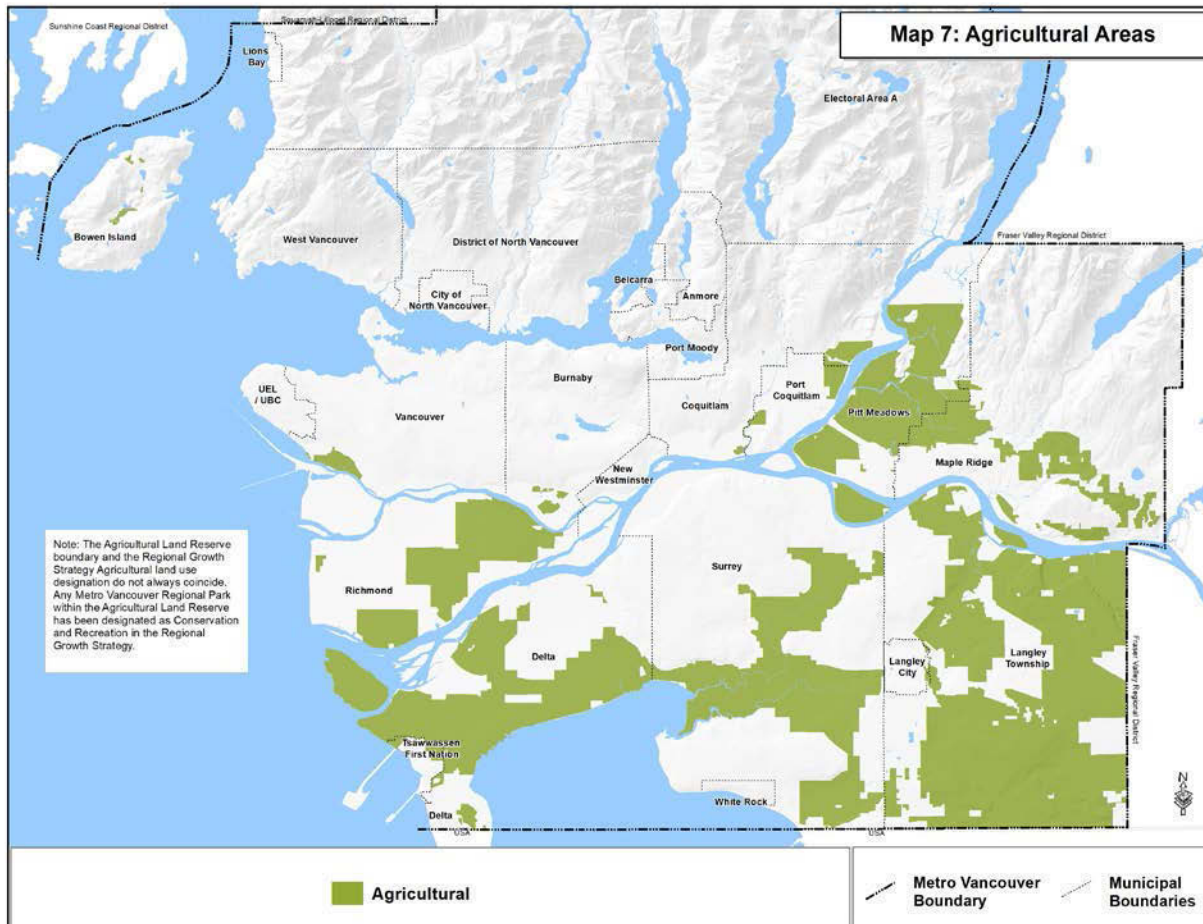 Sunshine Coast Regional District
Squamish-Lillooet Regional District
Map 7: Agricultural Areas
Lions
Bay
Electoral Area A
Bowen Island
West Vancouver
District of North Vancouver
Fraser Valley Regional District
Belcarra
City of
North Vancouver
Anmore
Port Moody
UEL
/ UBC
Vancouver
Burnaby
Coquitlam
Port
Coquitlam
Pitt Meadows
New
Westminster
Maple Ridge
Note: The Agricultural Land Reserve
boundary and the Regional Growth
Strategy Agricultural land use
designation do not always coincide.
Any Metro Vancouver Regional Park
within the Agricultural Land Reserve
has been designated as Conservation
and Recreation in the Regional
Growth Strategy.
Richmond
Surrey
Delta
Langley
City
Langley
Township
Fraser Valley Regional District
Tsawwassen
First Nation
White Rock
N
Delta
USA
USA
Agricultural
Metro Vancouver
Boundary
Municipal
Boundaries